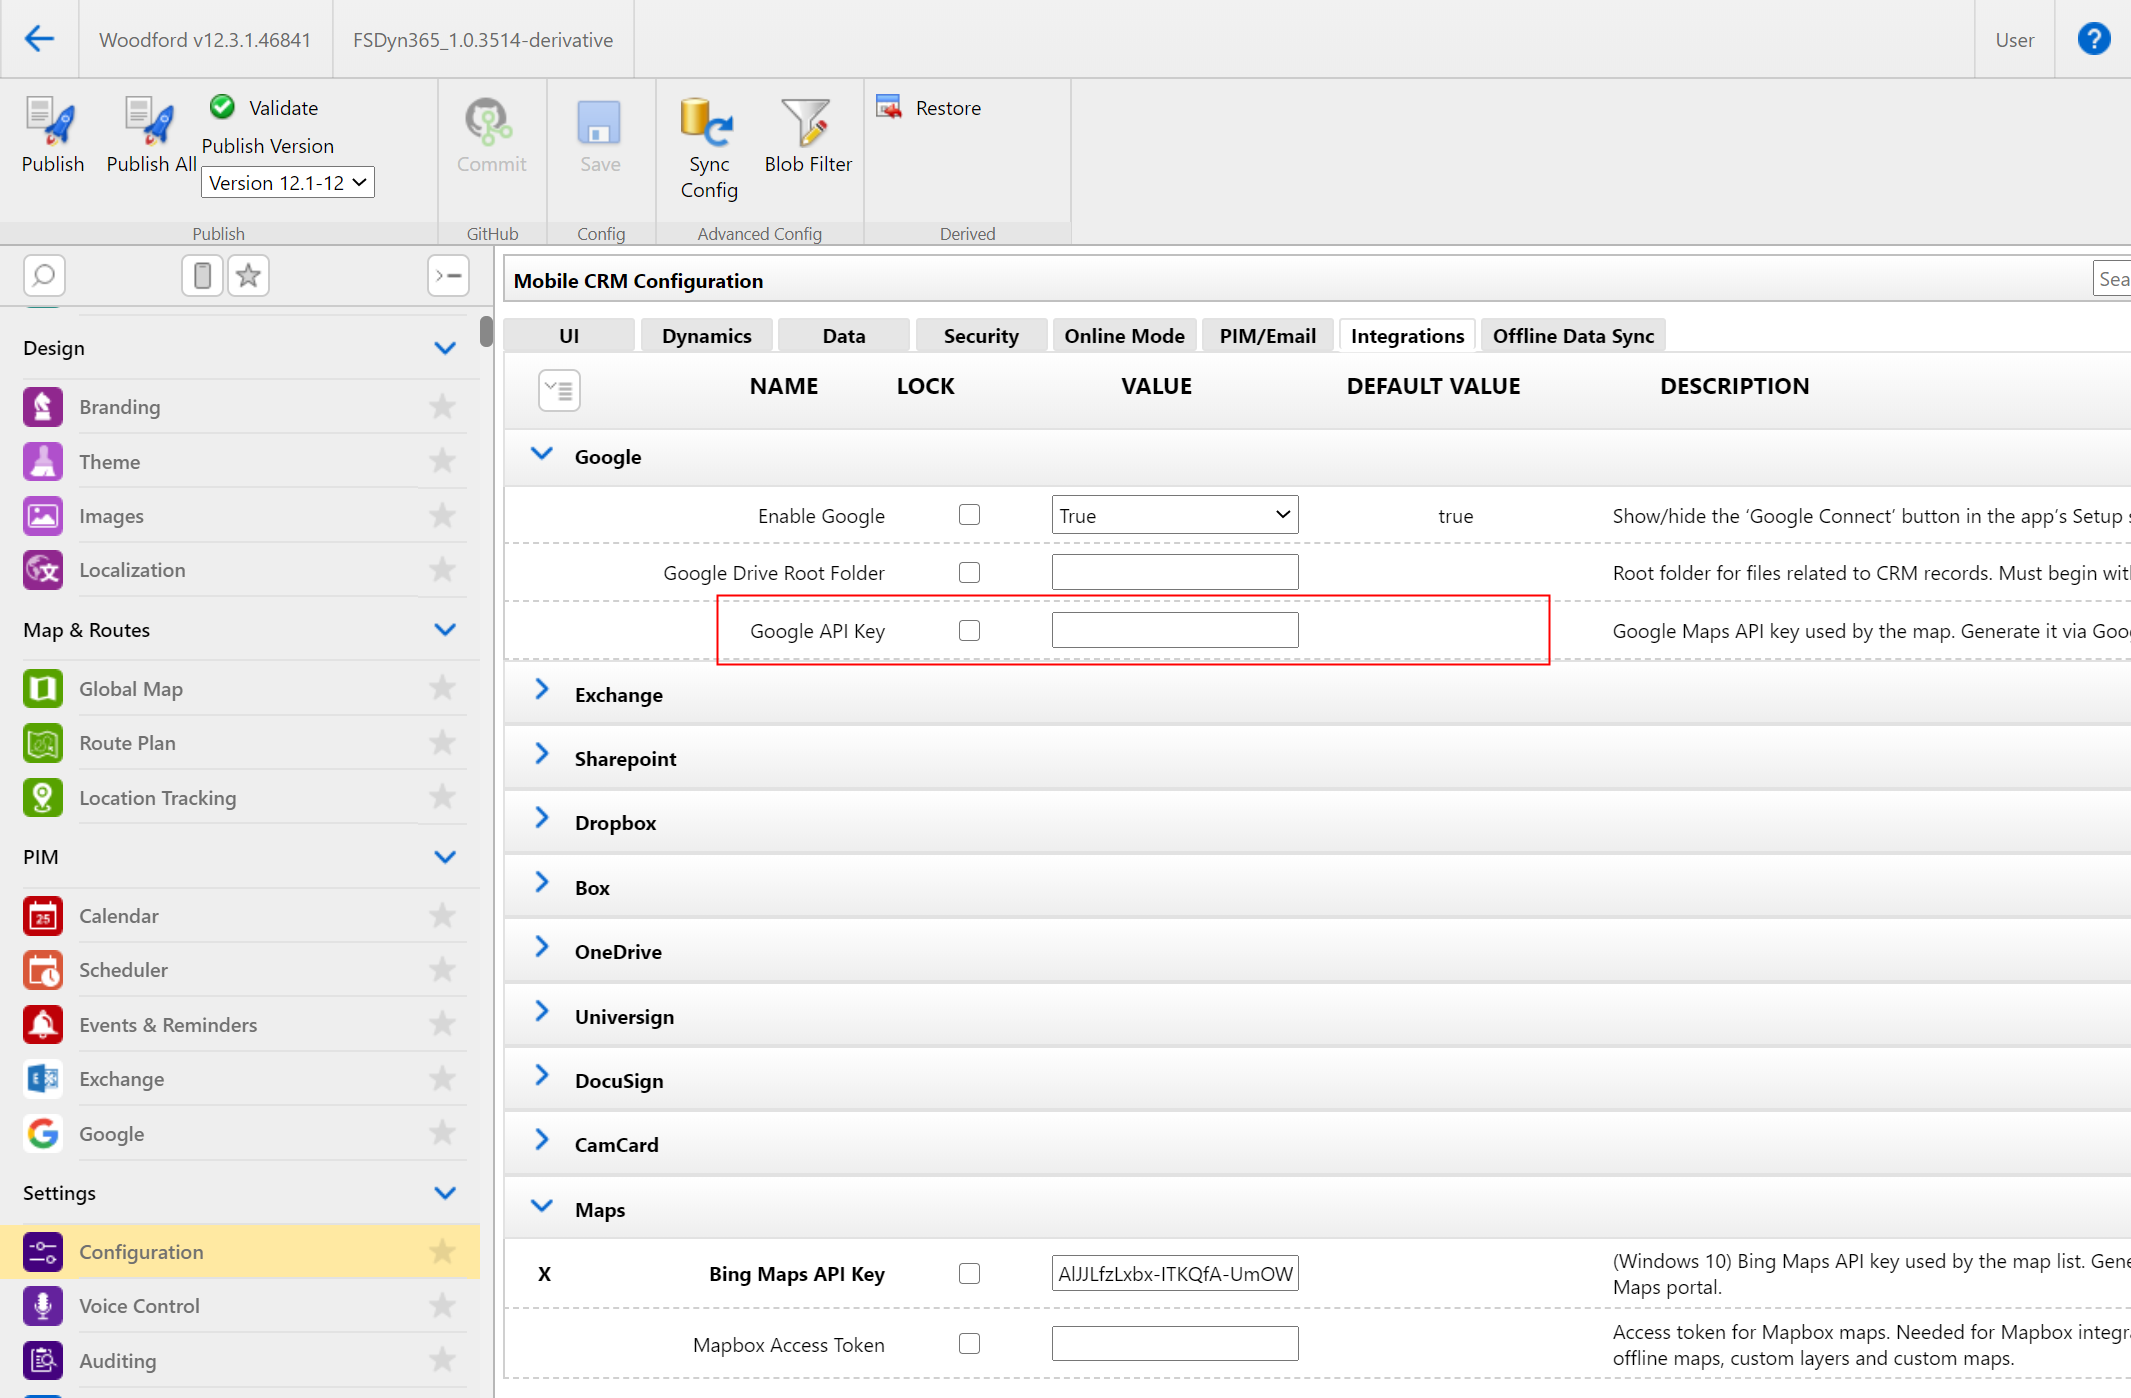 Woodford v12.3.1.46841
FSDyn365_1.0.3514-derivative
User
?
Publish
Publish All
Validate
Publish Version
Version 12.1-12
Commit
Save
Sync
Config
Blob Filter
Restore
Publish
GitHub
Config
Advanced Config
Derived
Mobile CRM Configuration
Sea
UI
Dynamics
Data
Security
Online Mode
PIM/Email
Integrations
Offline Data Sync
NAME
LOCK
VALUE
DEFAULT VALUE
DESCRIPTION
Design
Branding
Theme
Images
Localization
Map & Routes
Global Map
Route Plan
Location Tracking
PIM
25
Calendar
Scheduler
Events & Reminders
Exchange
Google
Settings
Configuration
Voice Control
Auditing
Google
Enable Google
True
true
Show/hide the ‘Google Connect’ button in the app’s Setup
Google Drive Root Folder
Root folder for files related to CRM records. Must begin wit
Google API Key
Google Maps API key used by the map. Generate it via Goo
Exchange
Sharepoint
Dropbox
Box
OneDrive
Universign
DocuSign
CamCard
Maps
X
Bing Maps API Key
(Windows 10) Bing Maps API key used by the map list. Gene
Maps portal.
Mapbox Access Token
Access token for Mapbox maps. Needed for Mapbox integr
offline maps, custom layers and custom maps.